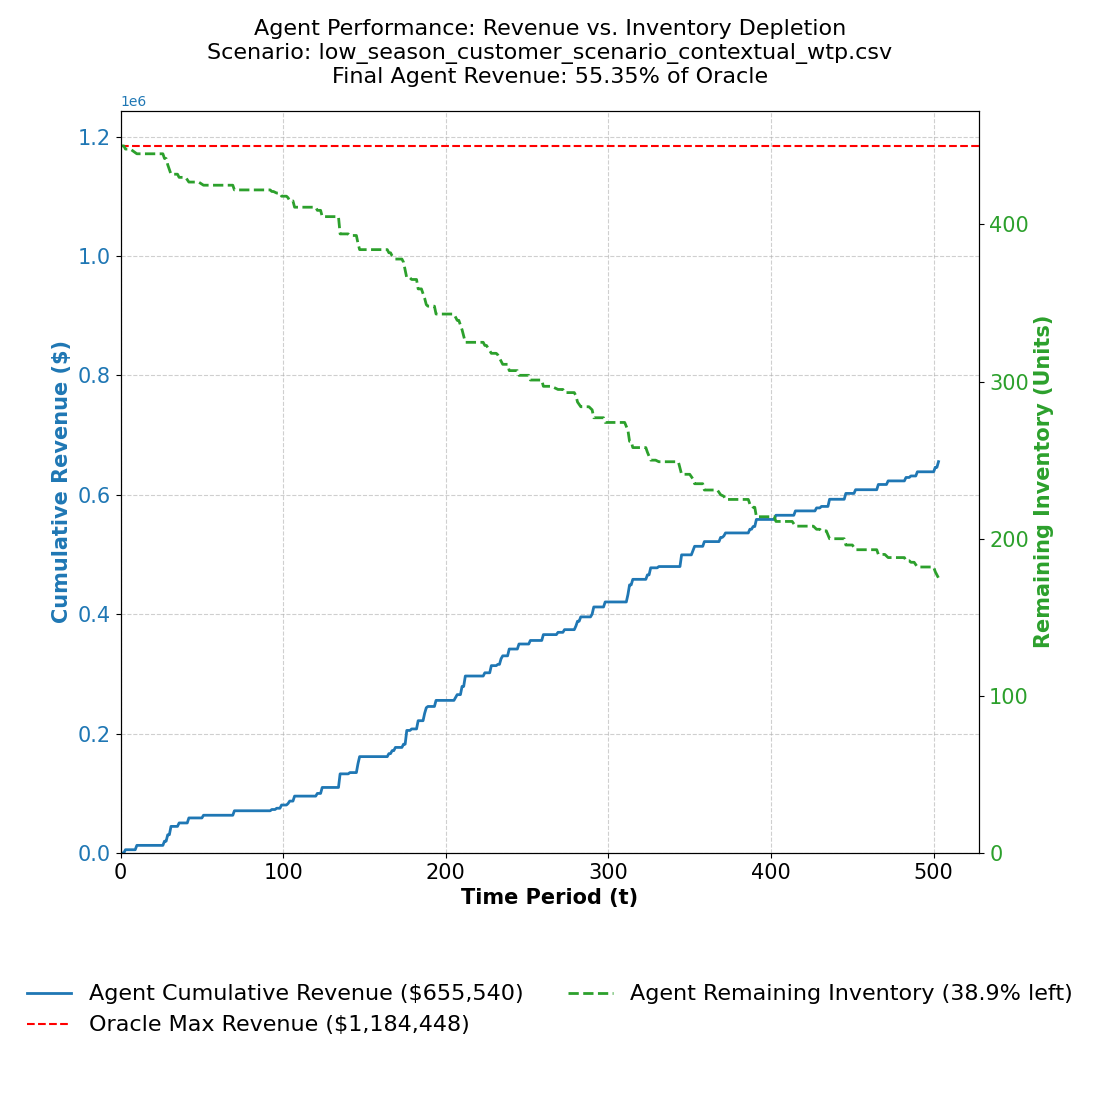 Agent Performance: Revenue vs. Inventory Depletion
Scenario: low_season_customer_scenario_contextual_wtp.csv
Final Agent Revenue: 55.35% of Oracle
1e6
1.2
1.0
0.8
0.6
0.4
0.2
0.0
Cumulative Revenue ($)
400
300
200
100
0
Remaining Inventory (Units)
0 100 200 300 400 500
Time Period (t)
Agent Cumulative Revenue ($655,540)
Oracle Max Revenue ($1,184,448)
Agent Remaining Inventory (38.9% left)